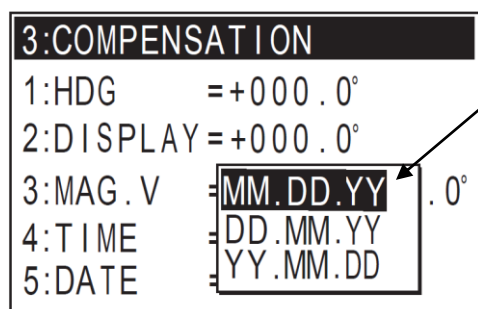 3:COMPENSATION
1:HDG =+000.0°
2:DISPLAY=+000.0°
3:MAG.V = MM.DD.YY .0°
4:TIME = DD.MM.YY
YY.MM.DD
5:DATE =